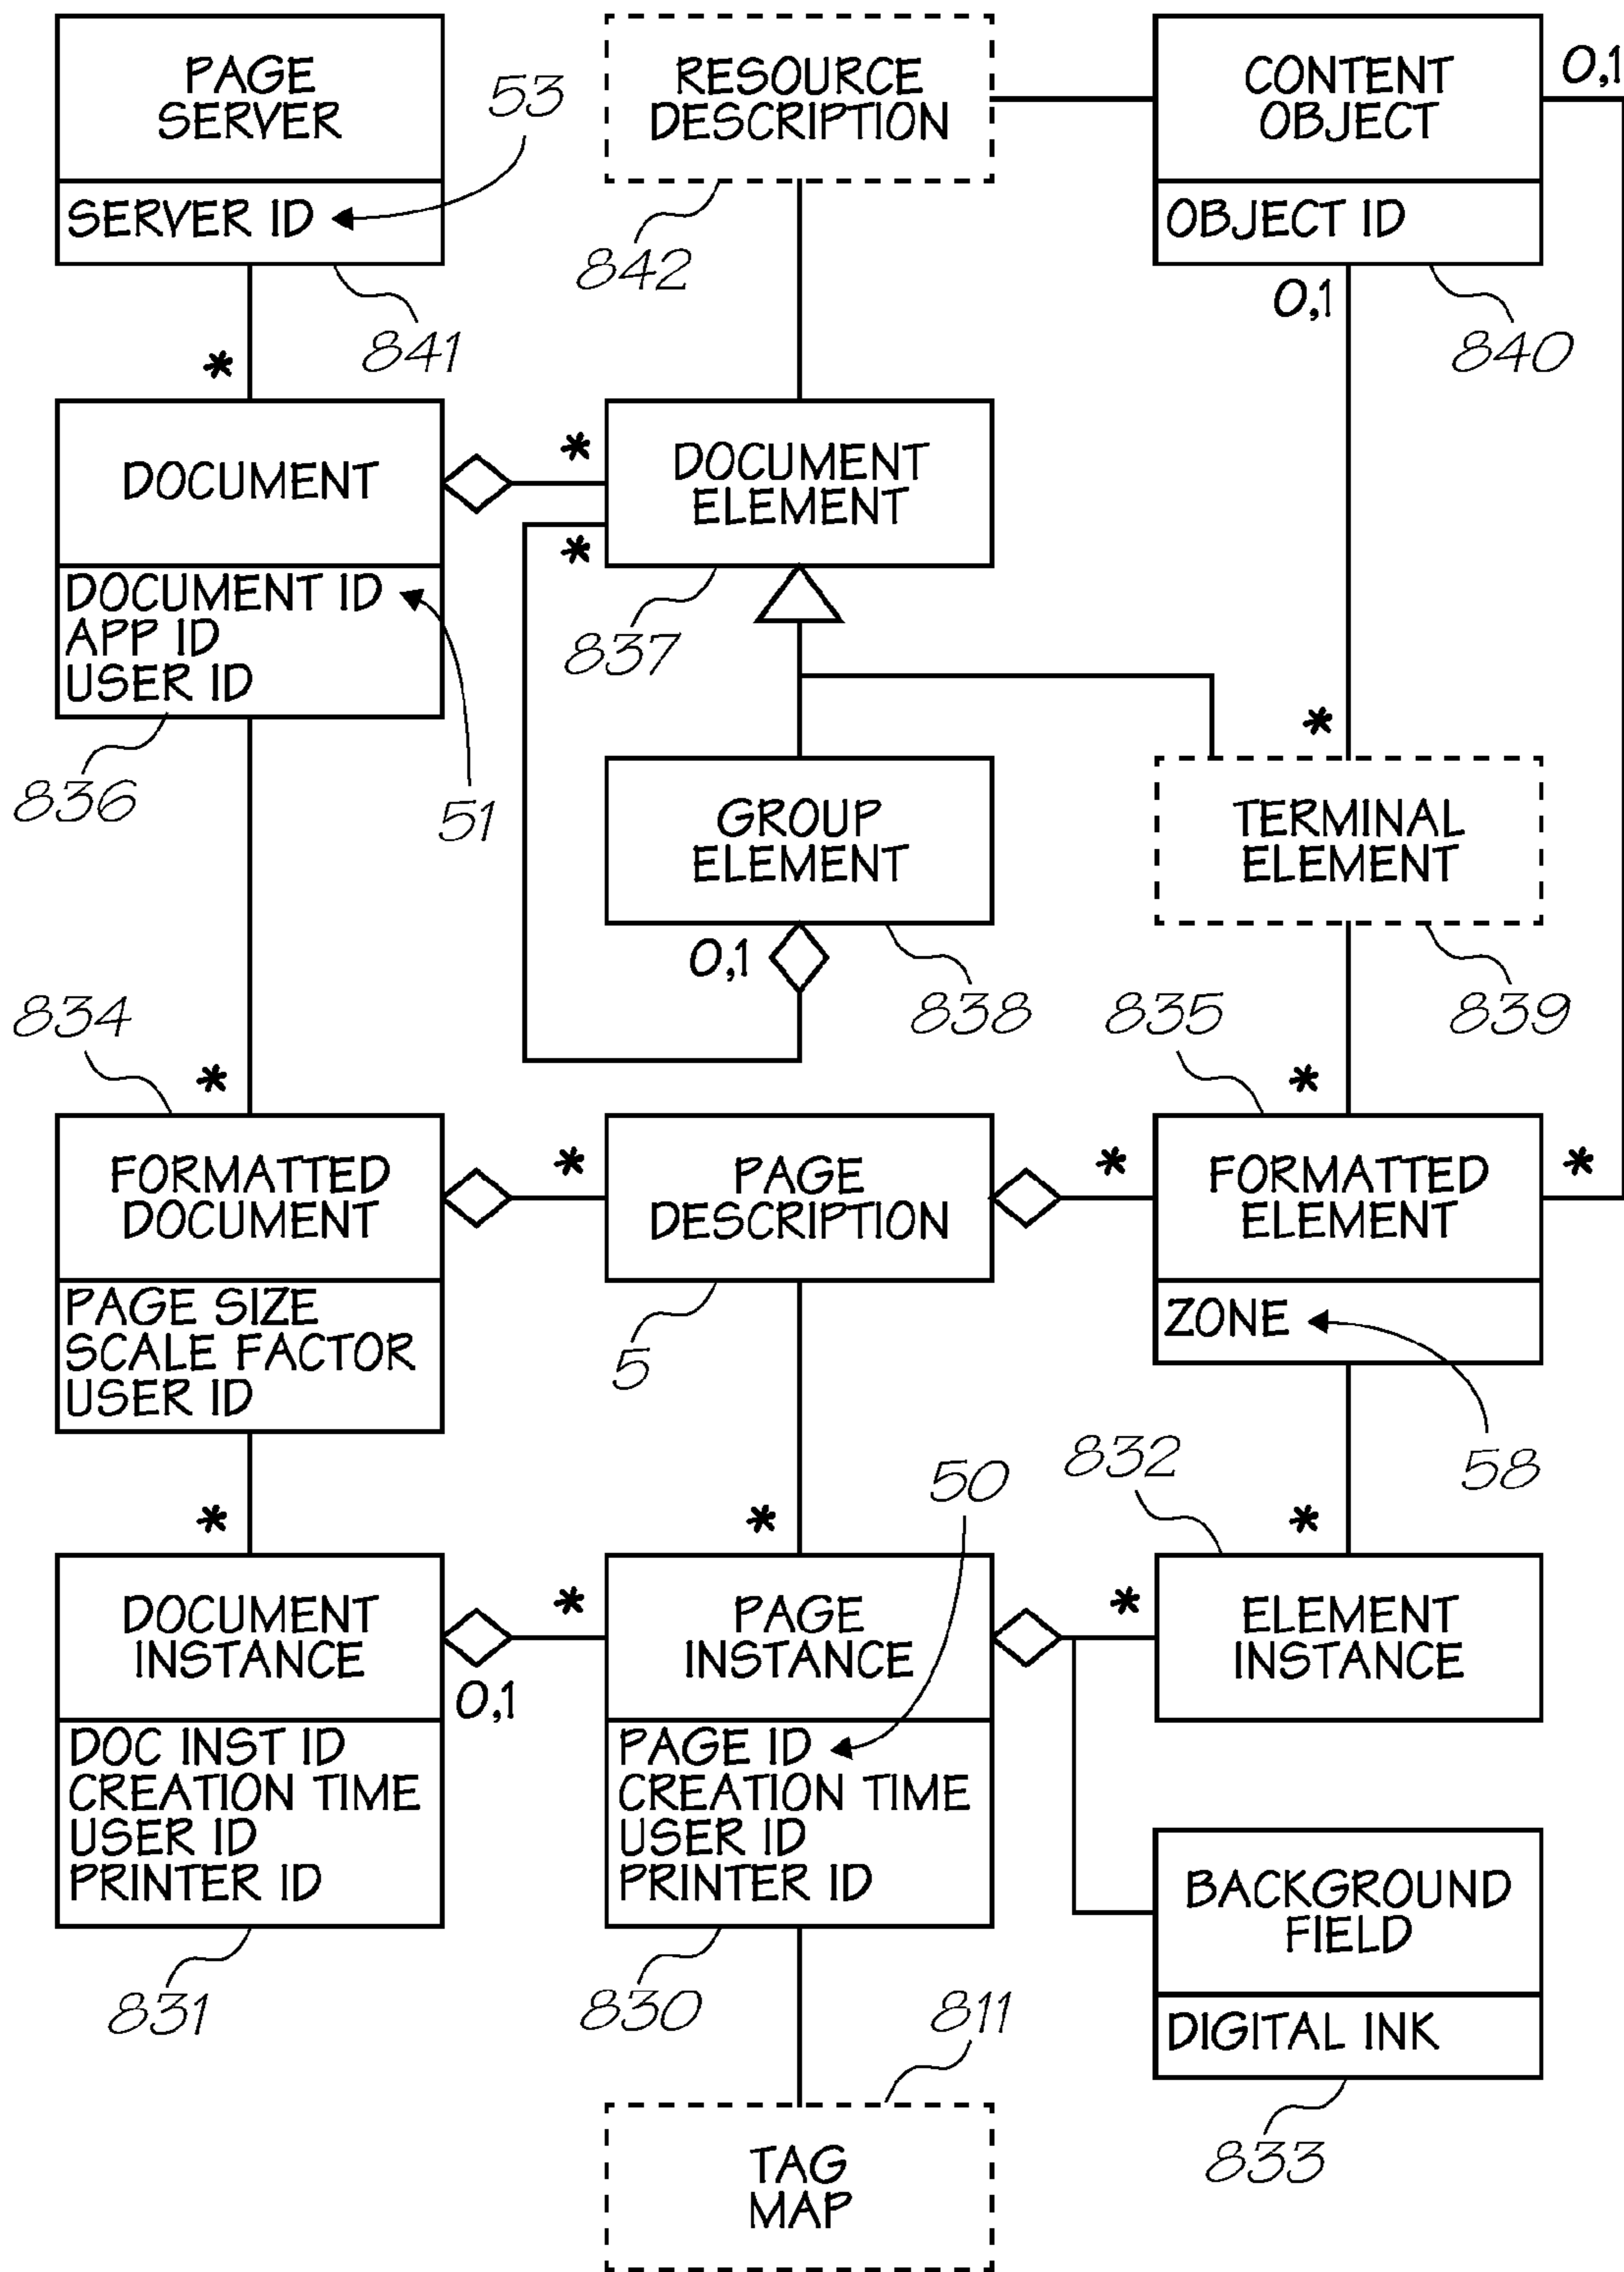 PAGE
SERVER
SERVER ID
53
841
RESOURCE
DESCRIPTION
842
CONTENT
OBJECT
OBJECT ID
0,1
0,1
840
*
DOCUMENT
DOCUMENT ID
APP ID
USER ID
836
51
*
*
DOCUMENT
ELEMENT
837
GROUP
ELEMENT
0,1
838
*
TERMINAL
ELEMENT
839
834
*
FORMATTED
DOCUMENT
PAGE SIZE
SCALE FACTOR
USER ID
*
PAGE
DESCRIPTION
5
835
*
*
*
FORMATTED
ELEMENT
ZONE
58
*
DOCUMENT
INSTANCE
DOC INST ID
CREATION TIME
USER ID
PRINTER ID
831
0,1
*
*
50
PAGE
INSTANCE
PAGE ID
CREATION TIME
USER ID
PRINTER ID
830
832
*
*
ELEMENT
INSTANCE
BACKGROUND
FIELD
DIGITAL INK
833
811
TAG
MAP